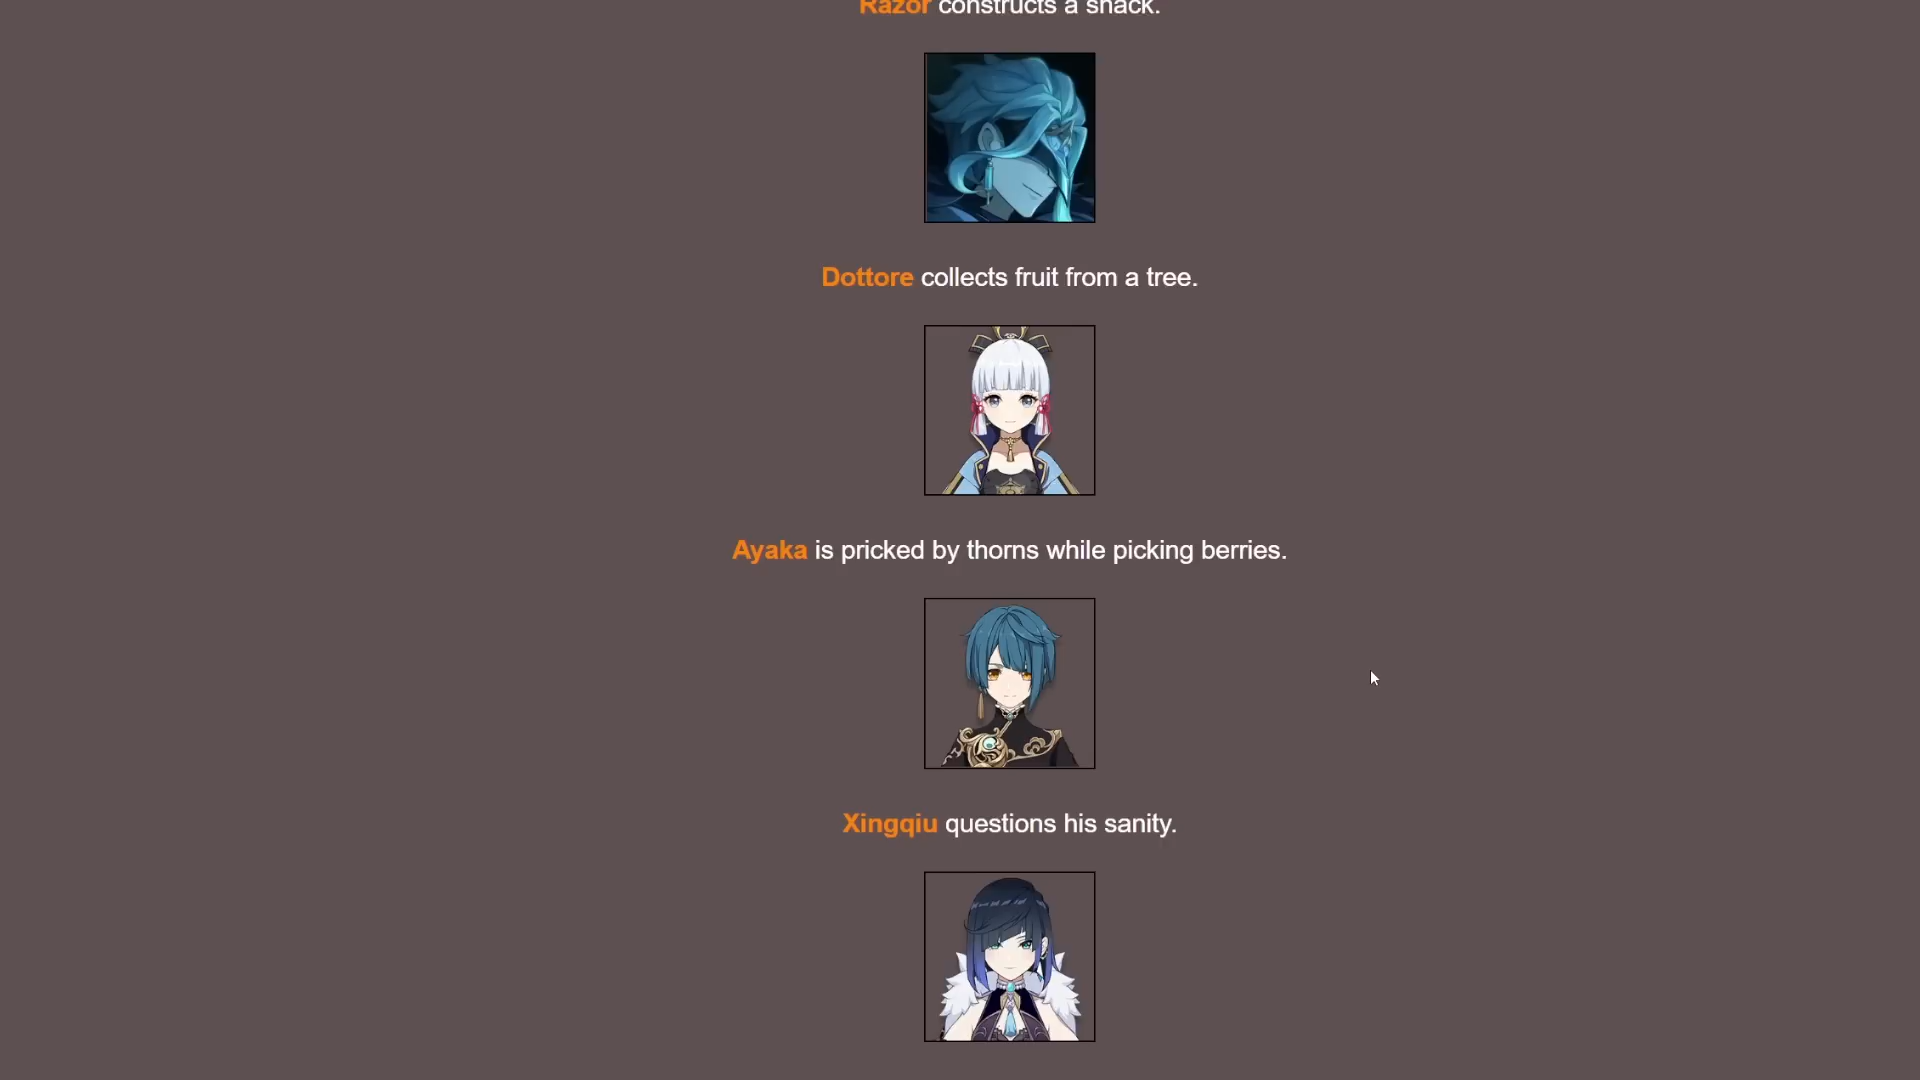 Razor constructs a shack.
Dottore collects fruit from a tree.
Ayaka is pricked by thorns while picking berries.
Xingqiu questions his sanity.